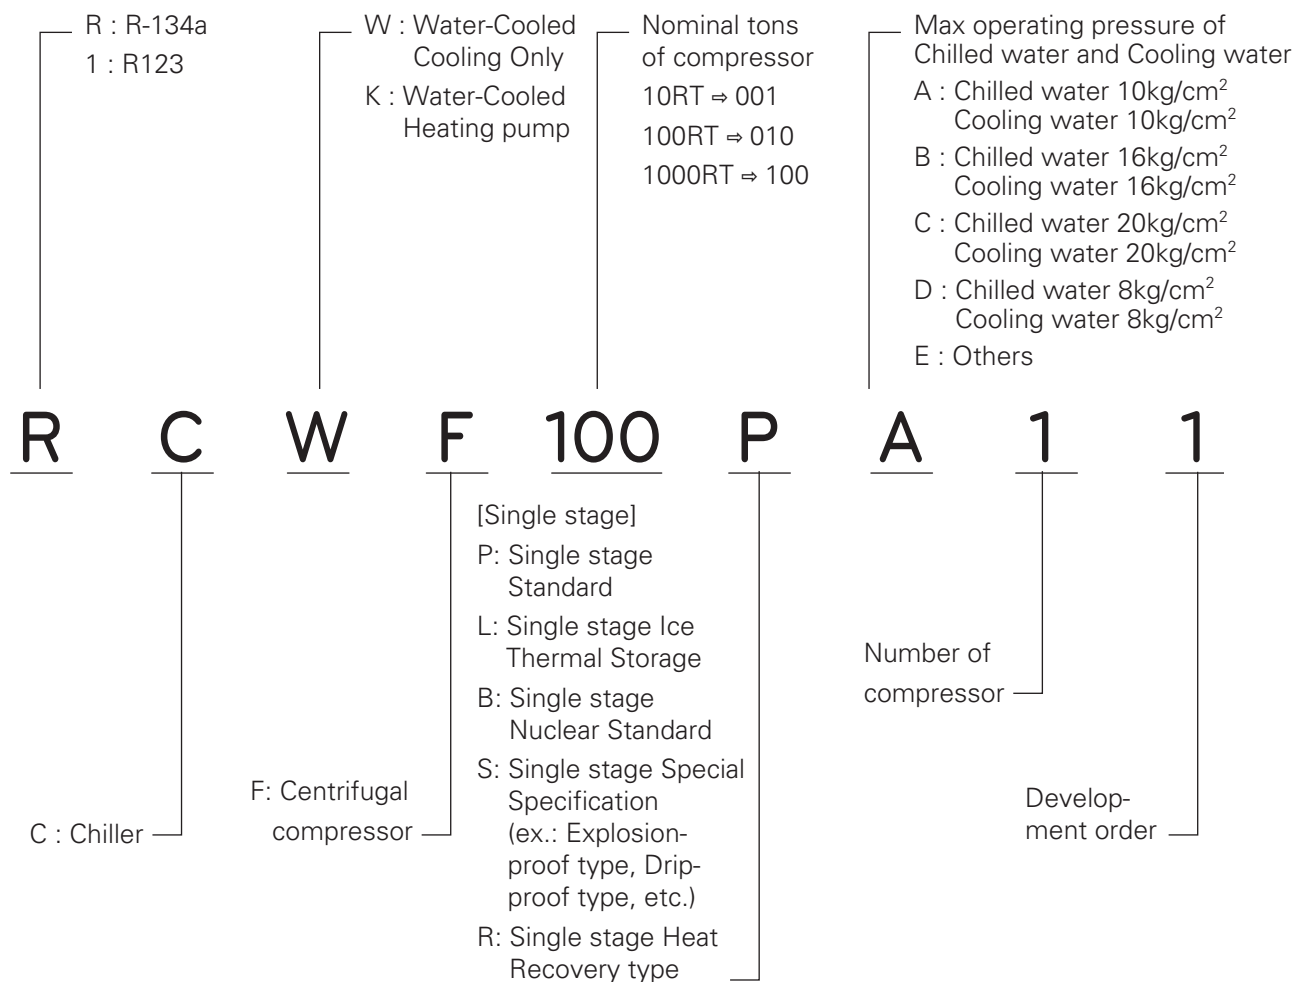 R : R-134a
1 : R123
W : Water-Cooled
Cooling Only
K : Water-Cooled
Heating pump
Nominal tons
of compressor
10RT ⇨ 001
100RT ⇨ 010
1000RT ⇨ 100
Max operating pressure of
Chilled water and Cooling water
A : Chilled water 10kg/cm²
Cooling water 10kg/cm²
B : Chilled water 16kg/cm²
Cooling water 16kg/cm²
C : Chilled water 20kg/cm²
Cooling water 20kg/cm²
D : Chilled water 8kg/cm²
Cooling water 8kg/cm²
E : Others
R C W F 100 P A 1 1
C : Chiller
F: Centrifugal
compressor
[Single stage]
P: Single stage
Standard
L: Single stage Ice
Thermal Storage
B: Single stage
Nuclear Standard
S: Single stage Special
Specification
(ex.: Explosion-
proof type, Drip-
proof type, etc.)
R: Single stage Heat
Recovery type
Number of
compressor
Develop-
ment order